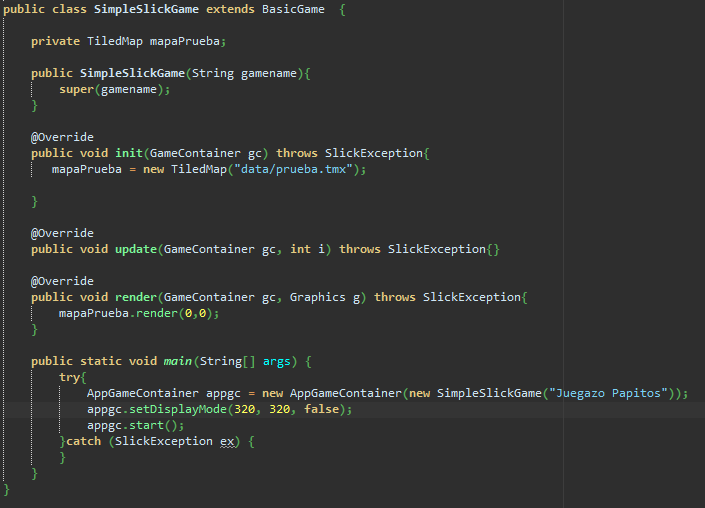 public class SimpleSlickGame extends BasicGame  {
private TiledMap mapaPrueba;
public SimpleSlickGame(String gamename){
super(gamename);
}
@Override
public void init(GameContainer gc) throws SlickException{
mapaPrueba = new TiledMap("data/prueba.tmx");
}
@Override
public void update(GameContainer gc, int i) throws SlickException{}
@Override
public void render(GameContainer gc, Graphics g) throws SlickException{
mapaPrueba.render(0,0);
}
public static void main(String[] args) {
try{
AppGameContainer appgc = new AppGameContainer(new SimpleSlickGame("Juegazo Papitos"));
appgc.setDisplayMode(320, 320, false);
appgc.start();
}catch (SlickException ex) {
}
}
}